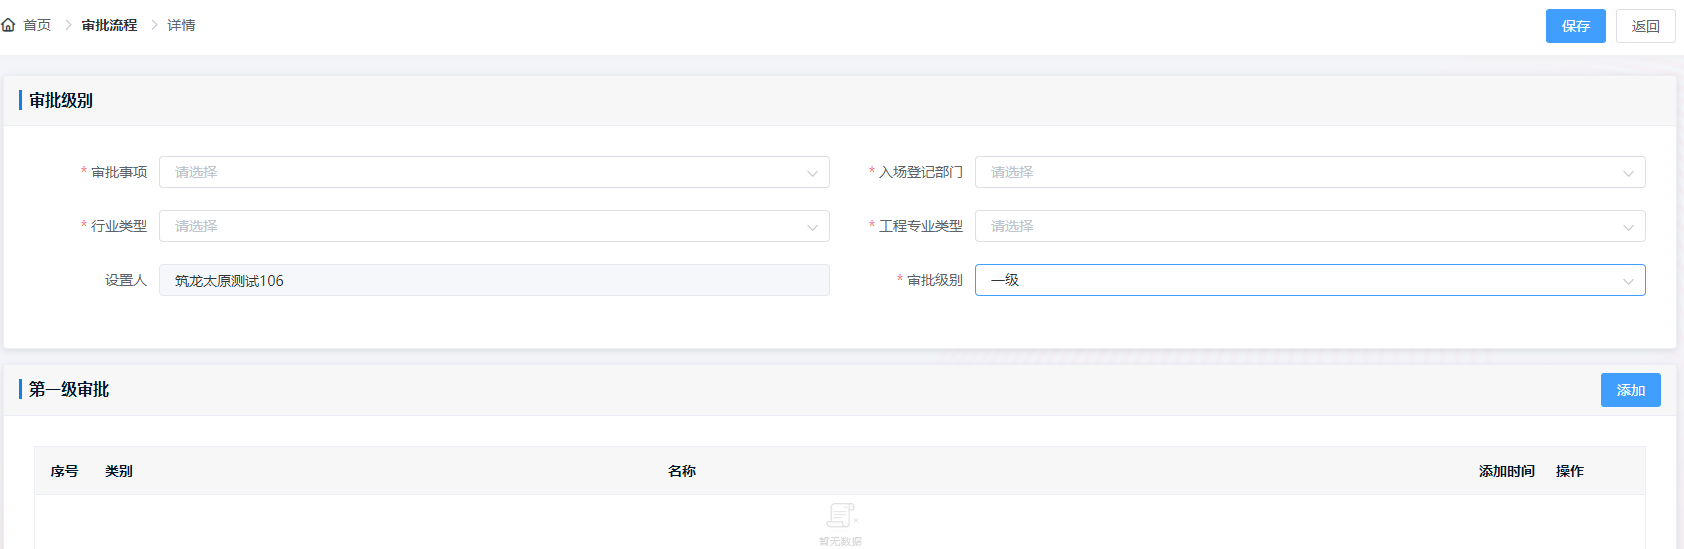 首页 审批流程 详情 保存 返回
审批级别
* 审批事项 请选择 * 入场登记部门 请选择
* 行业类型 请选择 * 工程专业类型 请选择
设置人 筑龙太原测试106 * 审批级别 一级
第一级审批 添加
序号 类别 名称 添加时间 操作
暂无数据